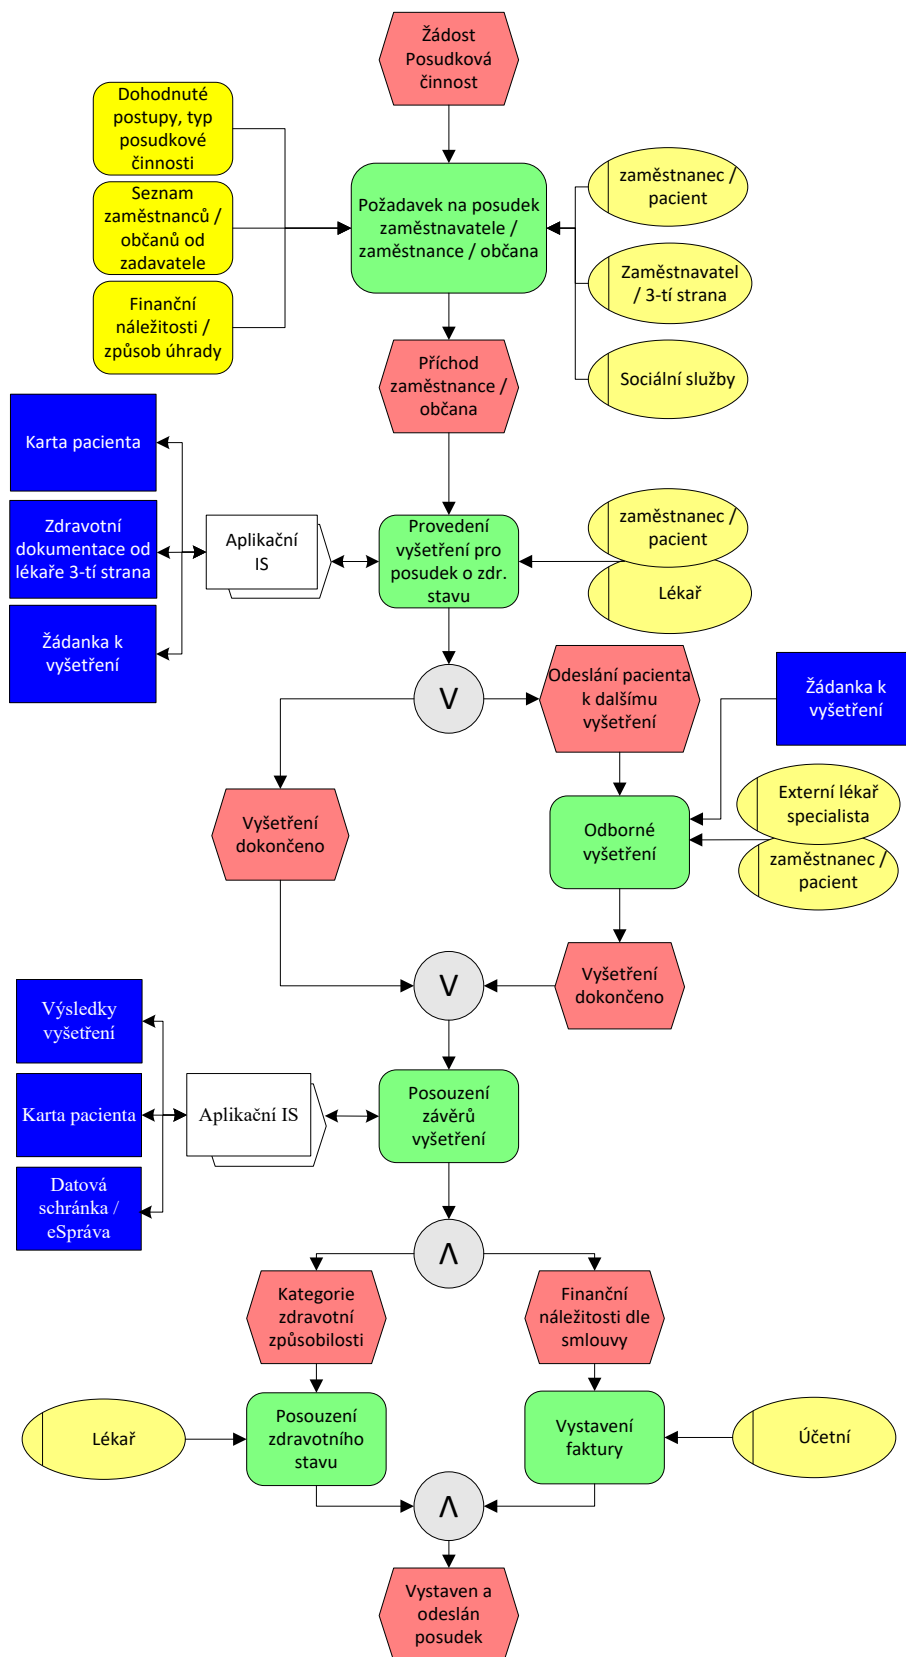 Žádost
Posudková
činnost
Dohodnuté
postupy, typ
posudkové
činnosti
Seznam
zaměstnanců /
občanů od
zadavatele
Finanční
náležitosti /
způsob úhrady
Požadavek na posudek
zaměstnavatele /
zaměstnance / občana
zaměstnanec /
pacient
Zaměstnavatel
/ 3-tí strana
Sociální služby
Příchod
zaměstnance /
občana
Karta pacienta
Zdravotní
dokumentace od
lékaře 3-tí strana
Žádanka k
vyšetření
Aplikační
IS
Provedení
vyšetření pro
posudek o zdr.
stavu
zaměstnanec /
pacient
Lékař
V
Odeslání pacienta
k dalšímu
vyšetření
Žádanka k
vyšetření
Vyšetření
dokončeno
Odborné
vyšetření
Externí lékař
specialista
zaměstnanec /
pacient
V
Vyšetření
dokončeno
Výsledky
vyšetření
Karta pacienta
Datová
schránka /
eSpráva
Aplikační IS
Posouzení
závěrů
vyšetření
Λ
Kategorie
zdravotní
způsobilosti
Finanční
náležitosti dle
smlouvy
Lékař
Posouzení
zdravotního
stavu
Vystavení
faktury
Účetní
Λ
Vystaven a
odeslán
posudek